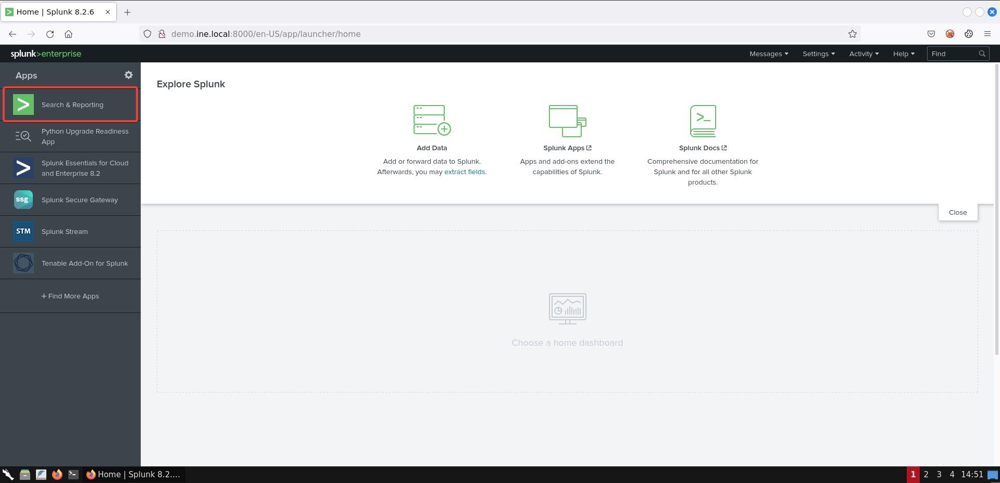 Home | Splunk 8.2.6
demo.ine.local:8000/en-US/app/launcher/home
splunk>enterprise
Messages
Settings
Activity
Help
Find
Apps
Search & Reporting
Python Upgrade Readiness
App
Splunk Essentials for Cloud
and Enterprise 8.2
ssg
Splunk Secure Gateway
STM
Splunk Stream
Tenable Add-On for Splunk
+ Find More Apps
Explore Splunk
Add Data
Add or forward data to Splunk.
Afterwards, you may extract fields.
Splunk Apps
Apps and add-ons extend the
capabilities of Splunk.
Splunk Docs
Comprehensive documentation for
Splunk and for all other Splunk
products.
Close
Choose a home dashboard
Home | Splunk 8.2....
1 2 3 4 14:51